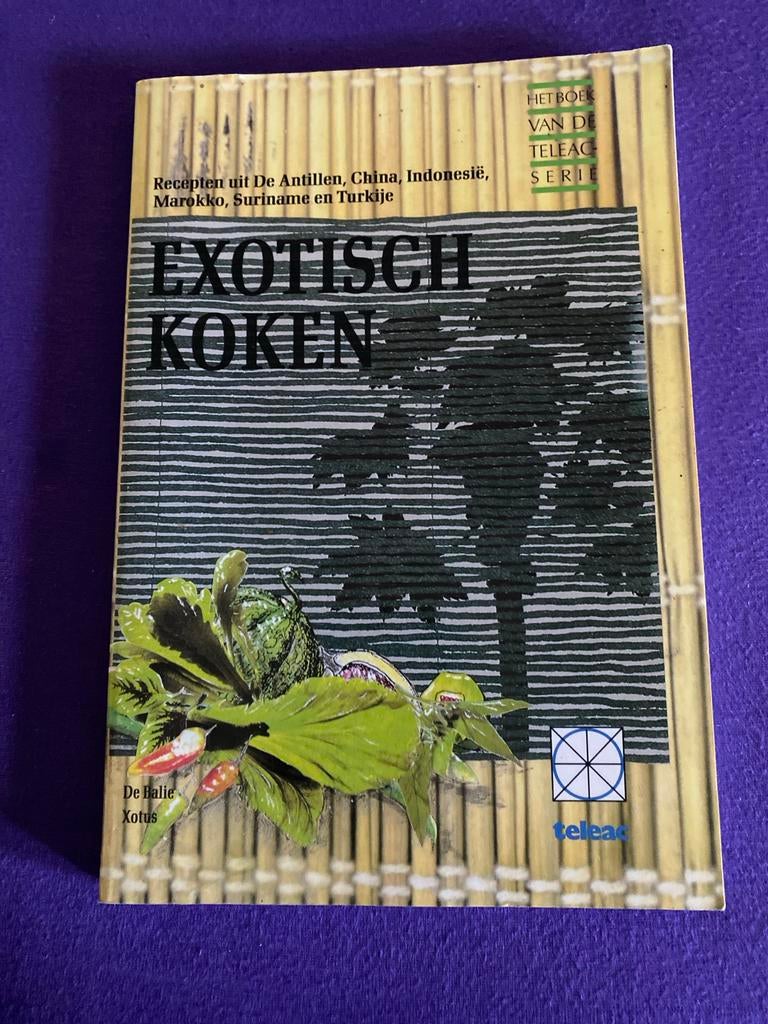 HET BOEK
VAN DE
TELEAC-
SERIE
Recepten uit De Antillen, China, Indonesië,
Marokko, Suriname en Turkije
EXOTISCH
KOKEN
De Balie
Xotus
teleac